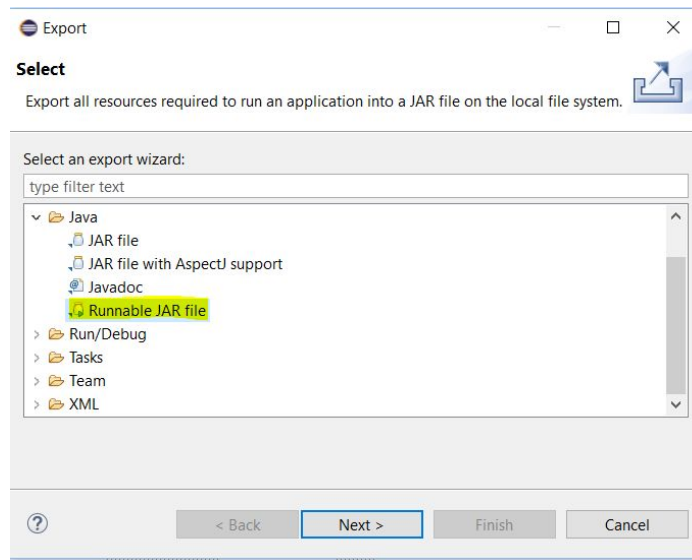 Export
Select
Export all resources required to run an application into a JAR file on the local file system.
Select an export wizard:
type filter text
Java
JAR file
JAR file with AspectJ support
Javadoc
Runnable JAR file
Run/Debug
Tasks
Team
XML
< Back Next > Finish Cancel